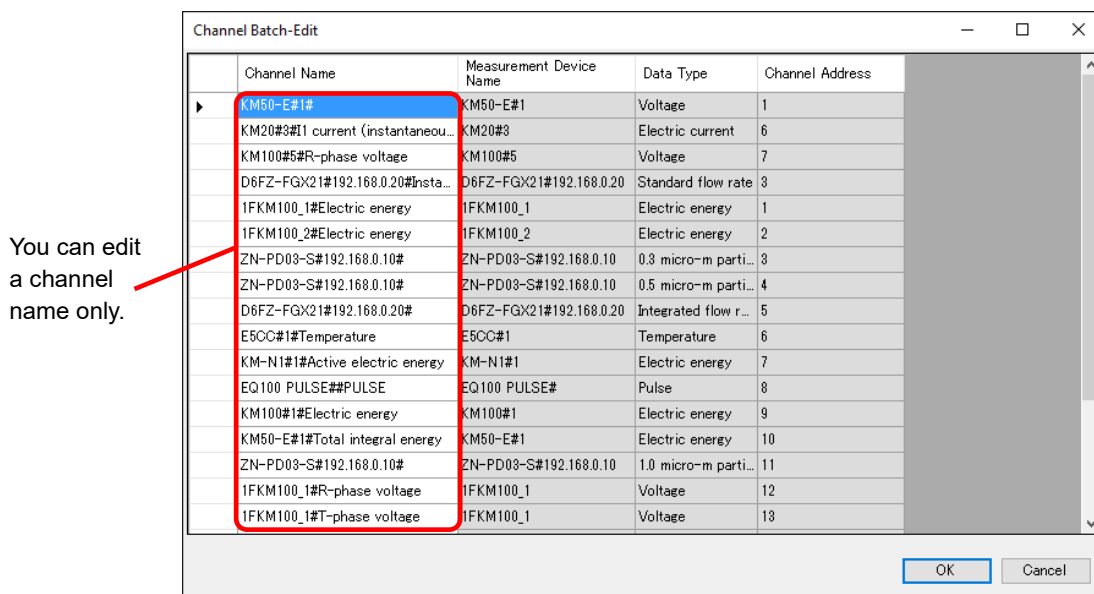 Channel Batch-Edit
Channel Name Measurement Device Name Data Type Channel Address
KM50-E#1# KM50-E#1 Voltage 1
KM20#3#I1 current (instantaneou... KM20#3 Electric current 6
KM100#5#R-phase voltage KM100#5 Voltage 7
D6FZ-FGX21#192.168.0.20#Insta... D6FZ-FGX21#192.168.0.20 Standard flow rate 3
1FKM100_1#Electric energy 1FKM100_1 Electric energy 1
1FKM100_2#Electric energy 1FKM100_2 Electric energy 2
ZN-PD03-S#192.168.0.10# ZN-PD03-S#192.168.0.10 0.3 micro-m parti... 3
ZN-PD03-S#192.168.0.10# ZN-PD03-S#192.168.0.10 0.5 micro-m parti... 4
D6FZ-FGX21#192.168.0.20# D6FZ-FGX21#192.168.0.20 Integrated flow r... 5
E5CC#1#Temperature E5CC#1 Temperature 6
KM-N1#1#Active electric energy KM-N1#1 Electric energy 7
EQ100 PULSE##PULSE EQ100 PULSE# Pulse 8
KM100#1#Electric energy KM100#1 Electric energy 9
KM50-E#1#Total integral energy KM50-E#1 Electric energy 10
ZN-PD03-S#192.168.0.10# ZN-PD03-S#192.168.0.10 1.0 micro-m parti... 11
1FKM100_1#R-phase voltage 1FKM100_1 Voltage 12
1FKM100_1#T-phase voltage 1FKM100_1 Voltage 13
You can edit
a channel
name only.
OK Cancel